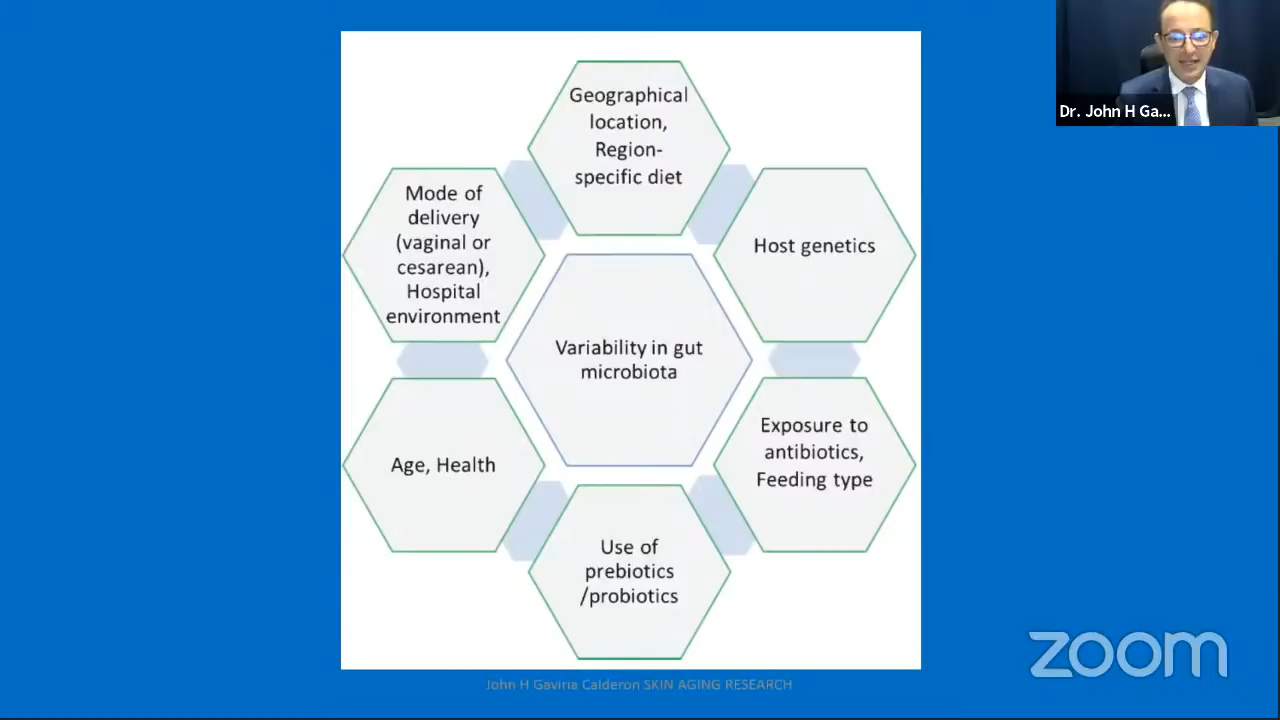 Geographical
location,
Region-
specific diet
Mode of
delivery
(vaginal or
cesarean),
Hospital
environment
Host genetics
Variability in gut
microbiota
Age, Health
Exposure to
antibiotics,
Feeding type
Use of
prebiotics
/probiotics
Dr. John H Ga...
zoom
John H Gaviria Calderon SKIN AGING RESEARCH